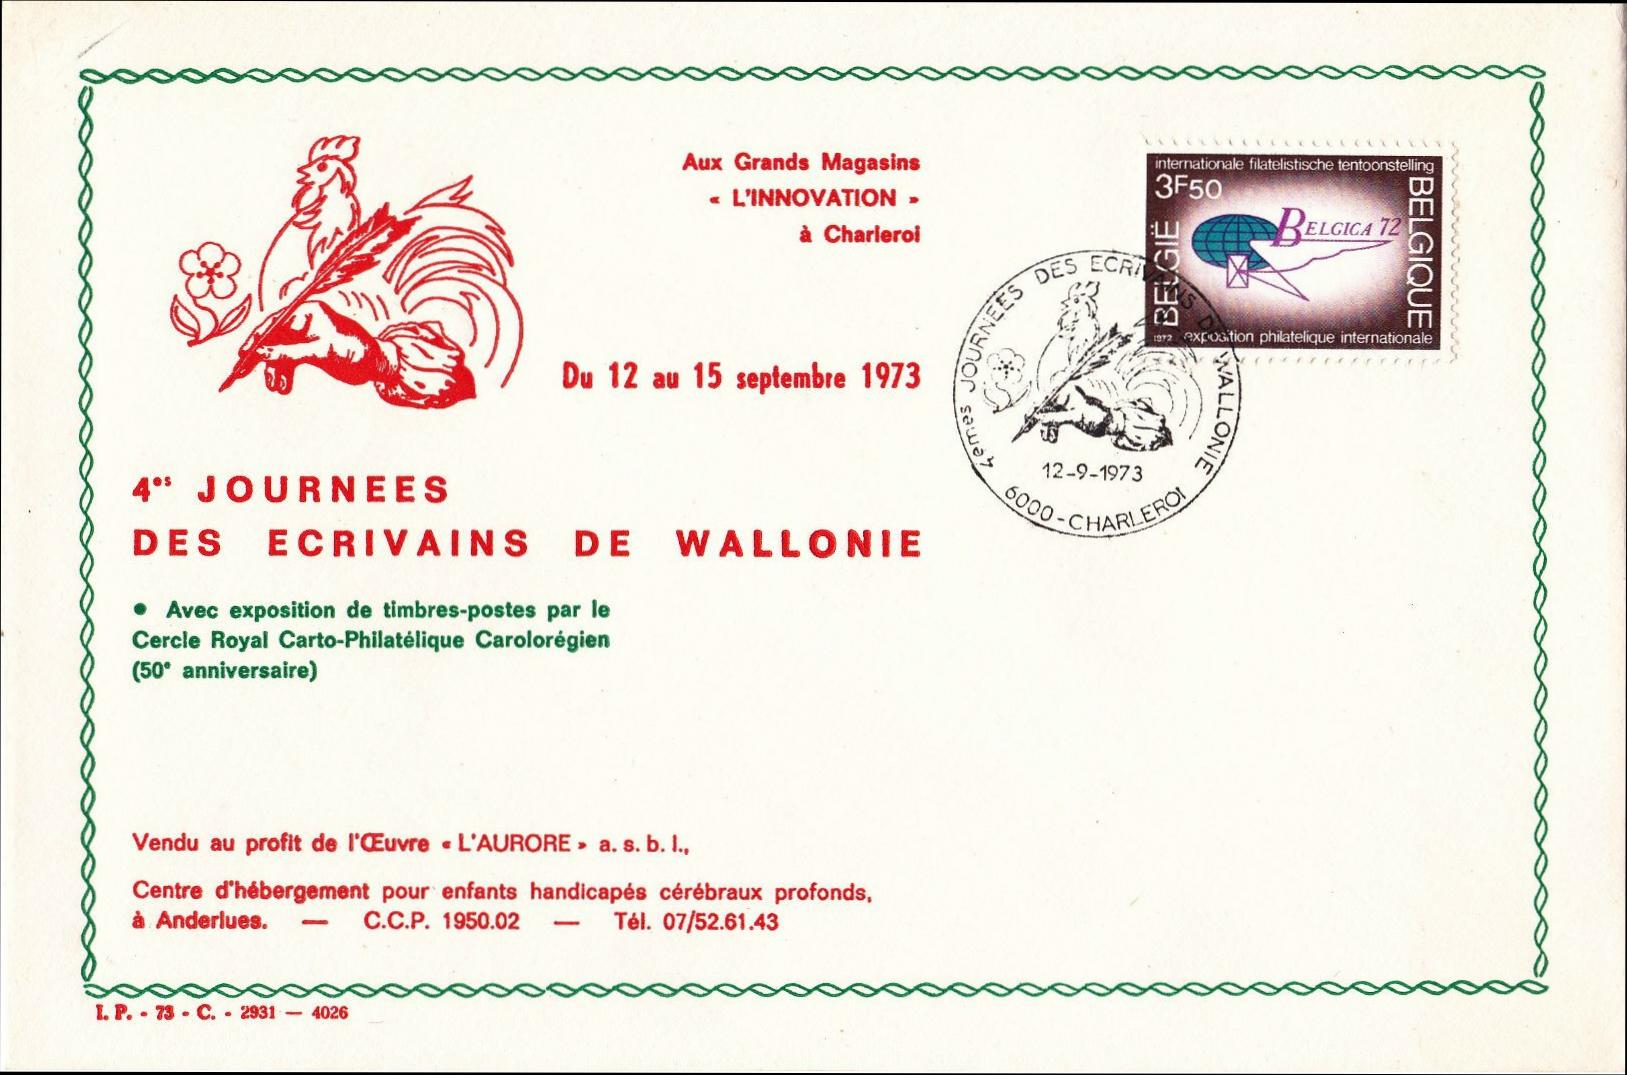 Aux Grands Magasins
« L'INNOVATION »
à Charleroi
Du 12 au 15 septembre 1973
4es JOURNEES
DES ECRIVAINS DE WALLONIE
• Avec exposition de timbres-postes par le
Cercle Royal Carto-Philatélique Carolorégien
(50e anniversaire)
Vendu au profit de l'Œuvre « L'AURORE » a. s. b. l.,
Centre d'hébergement pour enfants handicapés cérébraux profonds,
à Anderlues. — C.C.P. 1950.02 — Tél. 07/52.61.43
I. P. - 73 - C. - 2931 — 4026
internationale filatelistische tentoonstelling
3F50
BELGICA 72
BELGIË
BELGIQUE
1972 exposition philatelique internationale
4emes JOURNEES DES ECRIVAINS DE WALLONIE
12-9-1973
6000-CHARLEROI